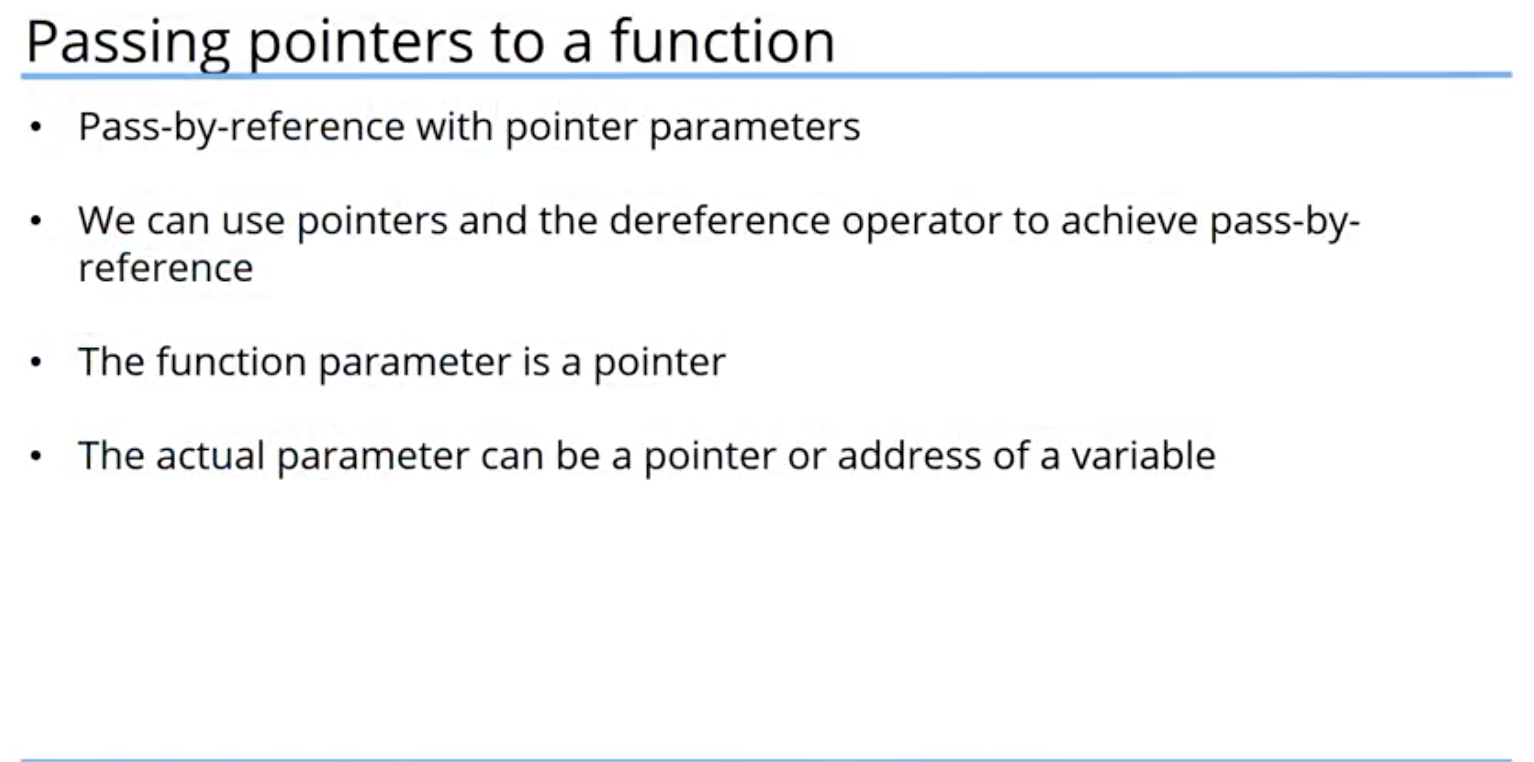 Passing pointers to a function
• Pass-by-reference with pointer parameters
• We can use pointers and the dereference operator to achieve pass-by-
reference
• The function parameter is a pointer
• The actual parameter can be a pointer or address of a variable